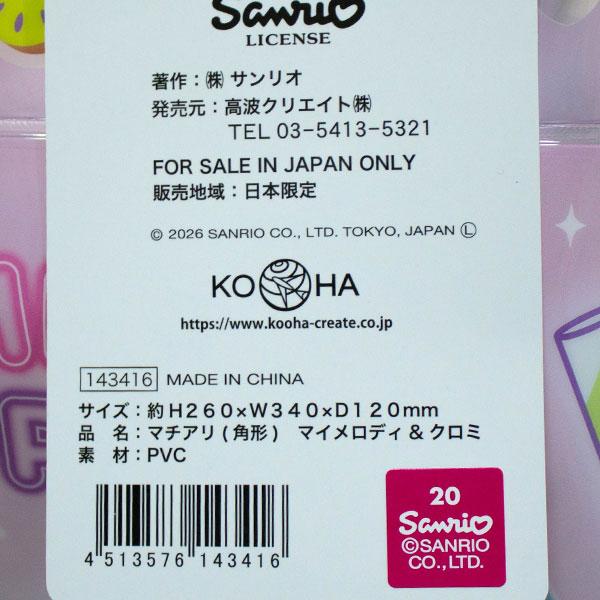 Sanrio
LICENSE
著作：㈱ サンリオ
発売元：高波クリエイト㈱
TEL 03-5413-5321
FOR SALE IN JAPAN ONLY
販売地域：日本限定
© 2026 SANRIO CO., LTD. TOKYO, JAPAN Ⓛ
KOOHA
https://www.kooha-create.co.jp
143416 MADE IN CHINA
サイズ：約H260×W340×D120mm
品 名：マチアリ(角形) マイメロディ&クロミ
素 材：PVC
4 513576 143416
20
Sanrio
©SANRIO
CO.,LTD.